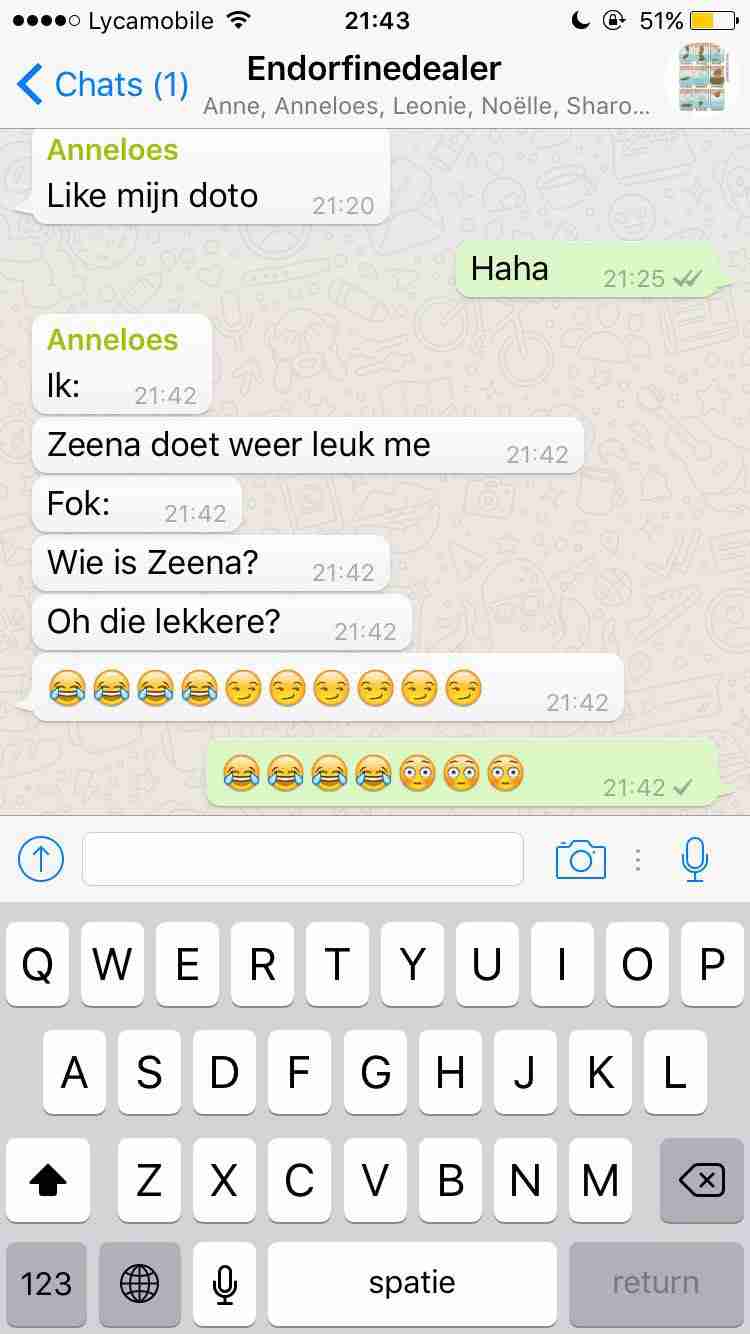 Lycamobile 21:43 51%
Chats (1) Endorfinedealer
Anne, Anneloes, Leonie, Noëlle, Sharo...
Anneloes
Like mijn doto 21:20
Haha 21:25
Anneloes
Ik: 21:42
Zeena doet weer leuk me 21:42
Fok: 21:42
Wie is Zeena? 21:42
Oh die lekkere? 21:42
😂😂😂😂😏😏😏😏😏😏 21:42
😂😂😂😂😳😳😳 21:42
Q W E R T Y U I O P
A S D F G H J K L
Z X C V B N M
123 spatie return